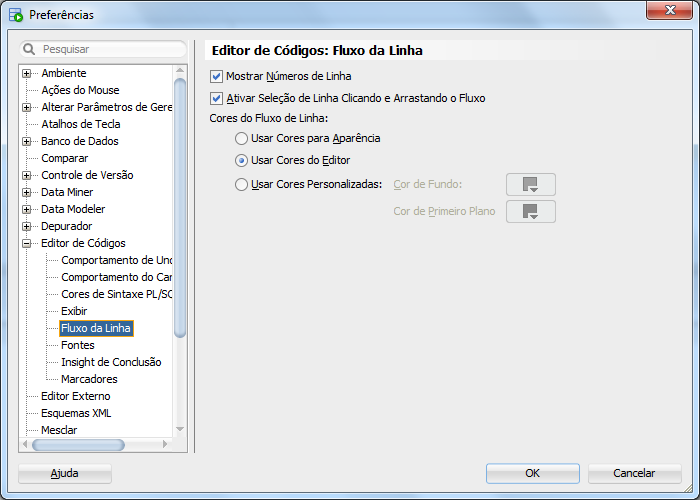 Preferências
Pesquisar
Ambiente
Ações do Mouse
Alterar Parâmetros de Gere
Atalhos de Tecla
Banco de Dados
Comparar
Controle de Versão
Data Miner
Data Modeler
Depurador
Editor de Códigos
Comportamento de Und
Comportamento do Car
Cores de Sintaxe PL/SQ
Exibir
Fluxo da Linha
Fontes
Insight de Conclusão
Marcadores
Editor Externo
Esquemas XML
Mesclar
Editor de Códigos: Fluxo da Linha
Mostrar Números de Linha
Ativar Seleção de Linha Clicando e Arrastando o Fluxo
Cores do Fluxo de Linha:
Usar Cores para Aparência
Usar Cores do Editor
Usar Cores Personalizadas: Cor de Fundo:
Cor de Primeiro Plano
Ajuda
OK
Cancelar